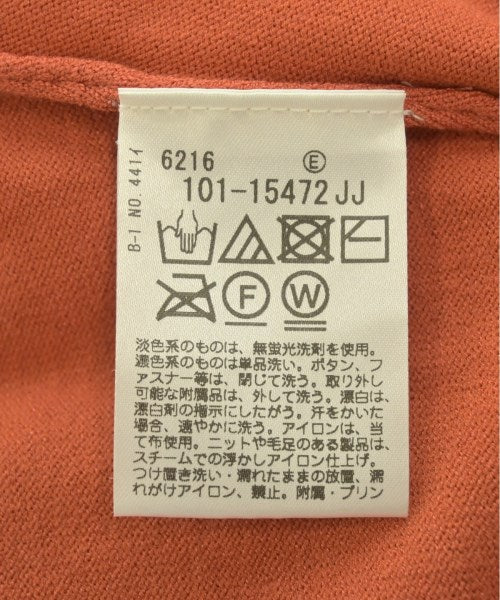 6216 Ⓔ
101-15472 JJ
B-1 NO. 4414イ
F W
淡色系のものは、無蛍光洗剤を使用。
濃色系のものは単品洗い。ボタン、フ
ァスナー等は、閉じて洗う。取り外し
可能な附属品は、外して洗う。漂白は、
漂白剤の指示にしたがう。汗をかいた
場合、速やかに洗う。アイロンは、当
て布使用。ニットや毛足のある製品は、
スチームでの浮かしアイロン仕上げ。
つけ置き洗い・濡れたままの放置、濡
れがけアイロン、禁止。附属・プリン